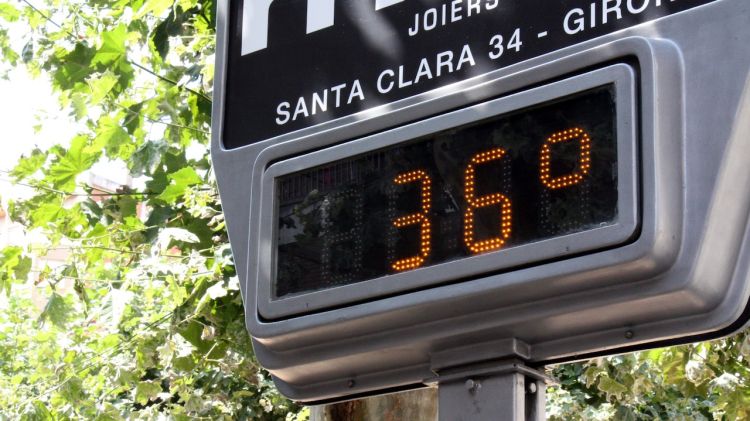 JOIERS
SANTA CLARA 34 - GIRON
36°